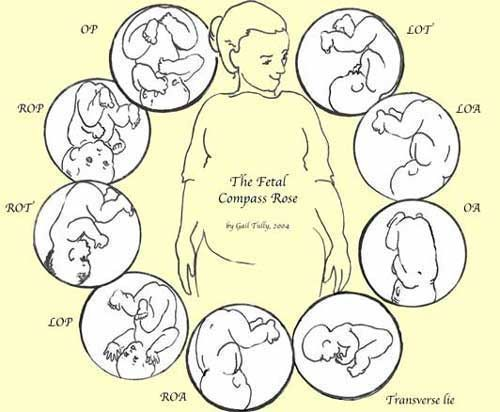 OP
LOT
ROP
LOA
The Fetal
Compass Rose
ROT
OA
by Gail Tully, 2004
LOP
ROA
Transverse lie